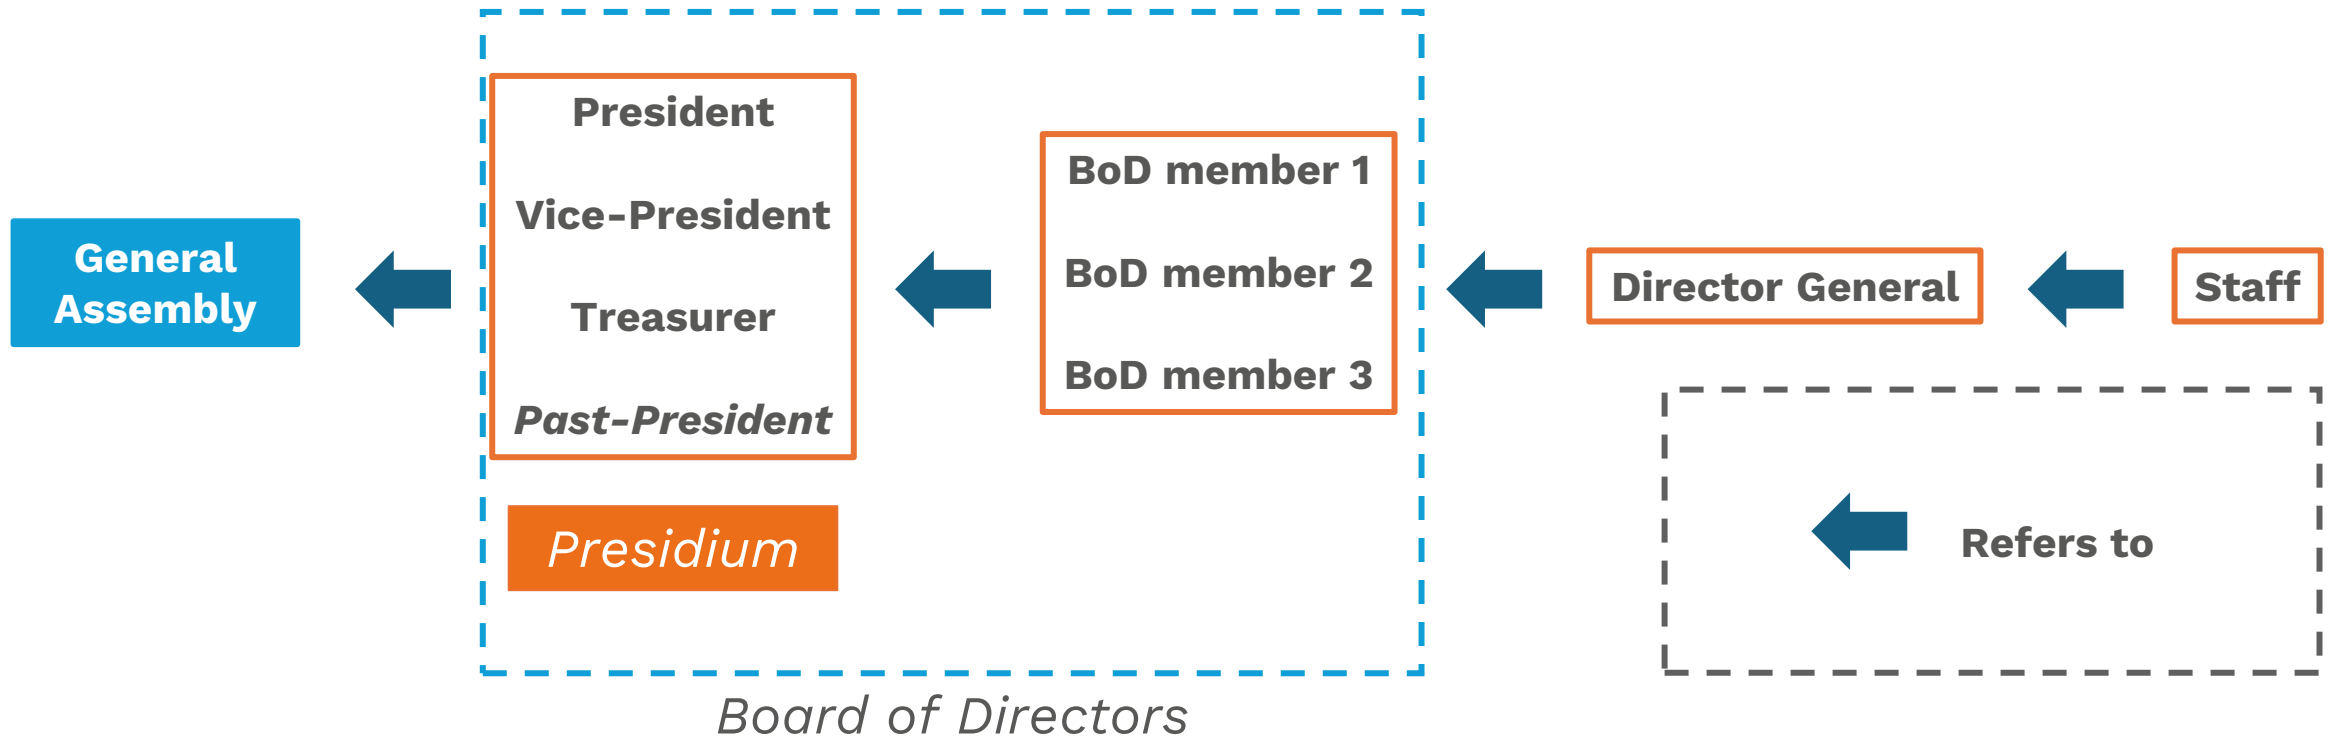 General
Assembly
President
Vice-President
Treasurer
Past-President
Presidium
BoD member 1
BoD member 2
BoD member 3
Board of Directors
Director General
Staff
Refers to